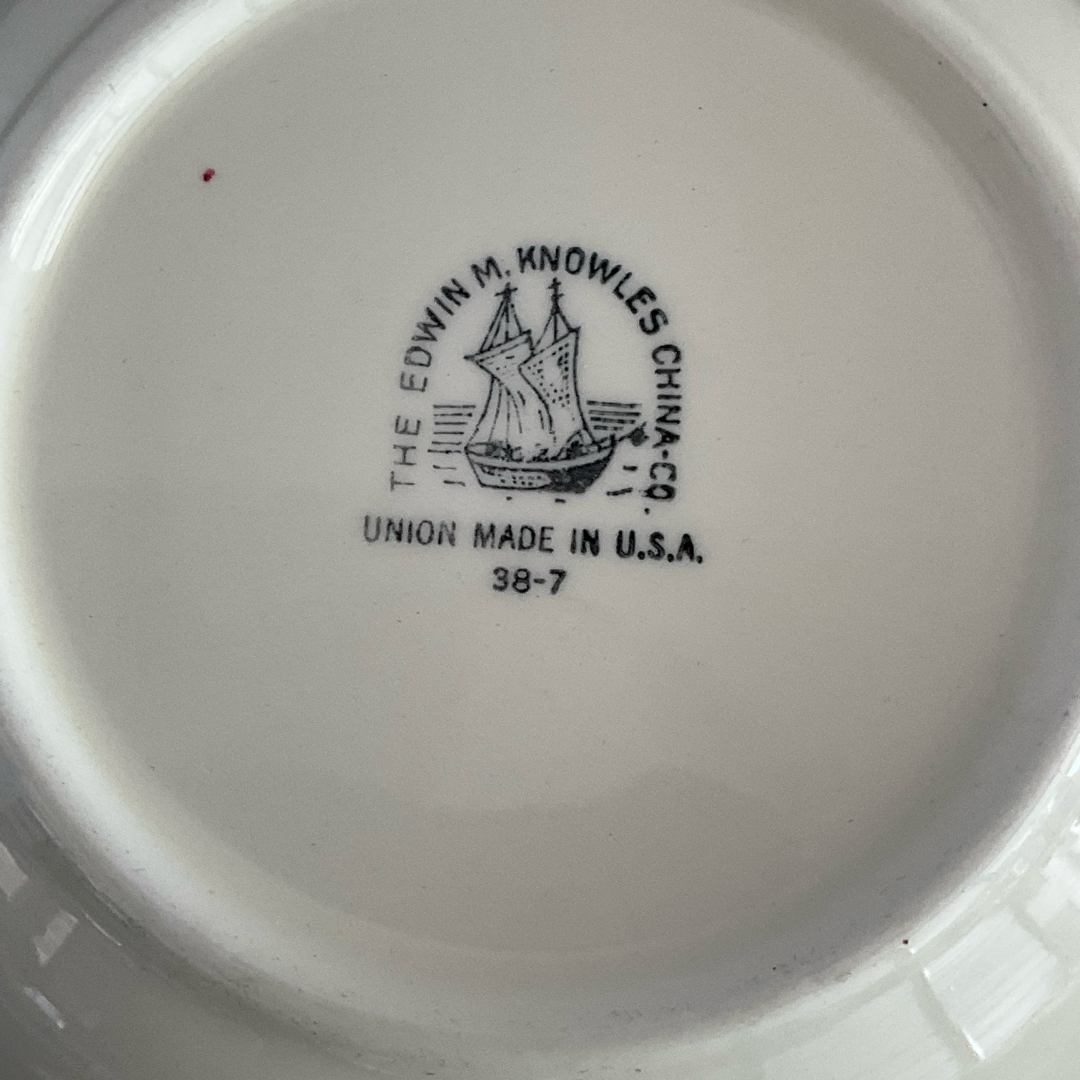 THE EDWIN M. KNOWLES CHINA-CO.
UNION MADE IN U.S.A.
38-7